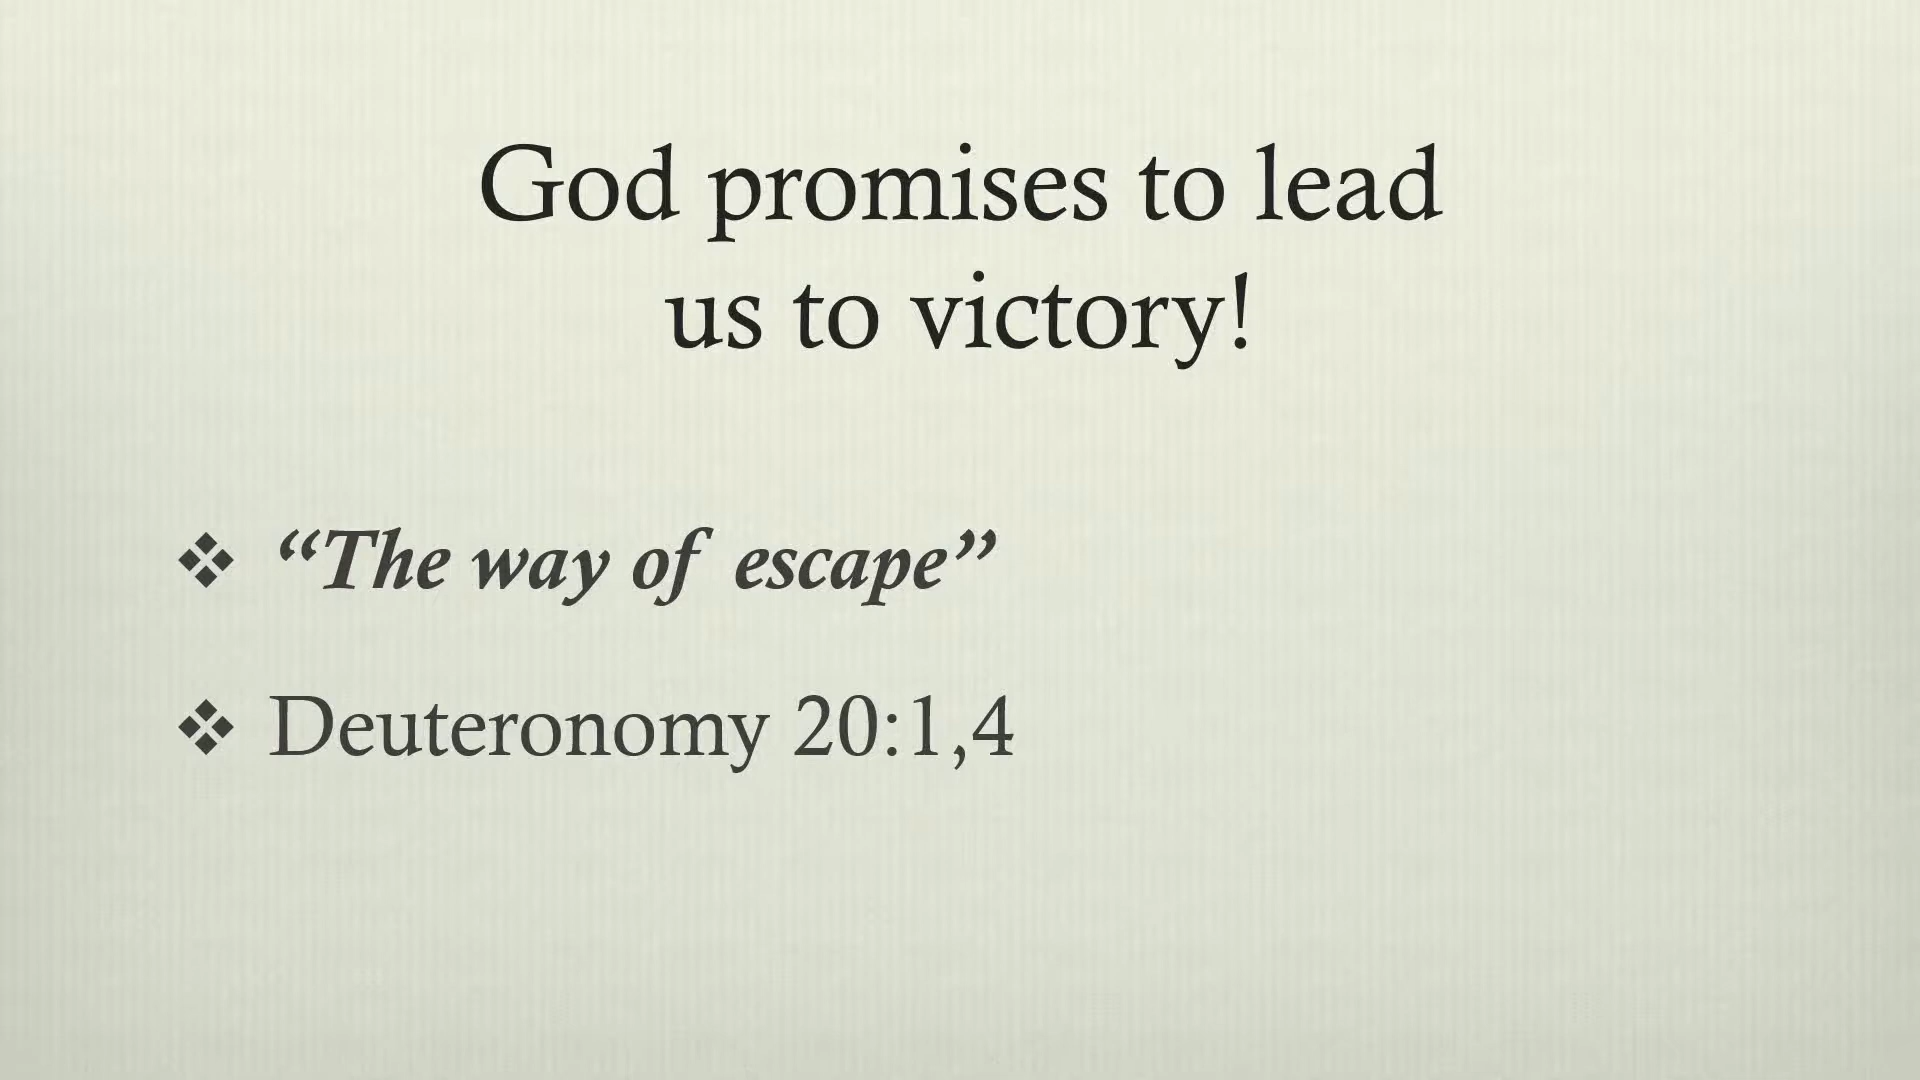 God promises to lead
us to victory!
❖ “The way of escape”
❖ Deuteronomy 20:1,4